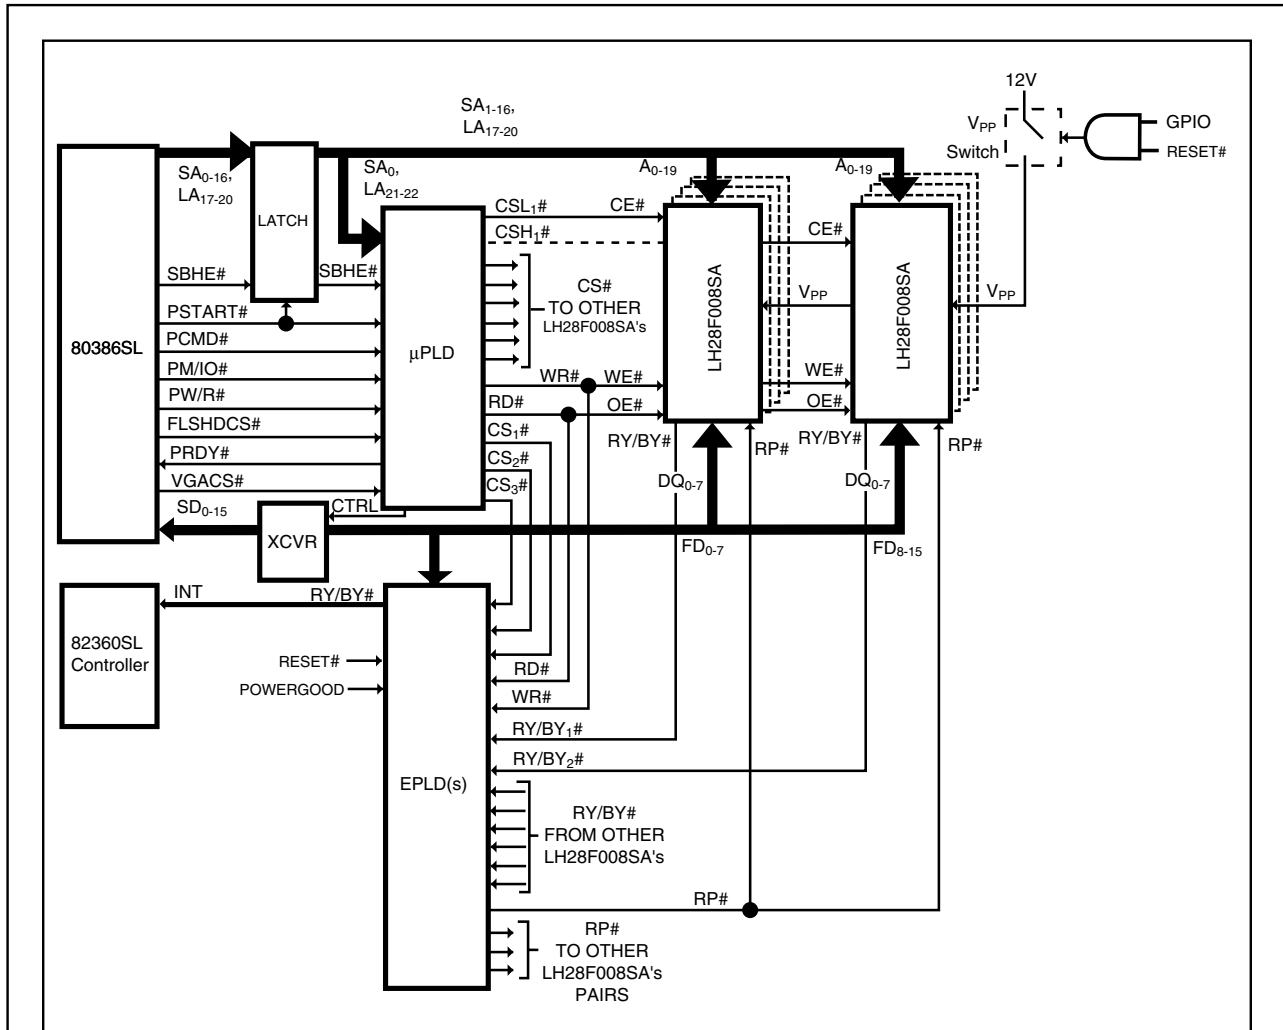 12V
VPP
Switch
GPIO
RESET#
SA1-16,
LA17-20
SA0-16,
LA17-20
SA0,
LA21-22
A0-19
A0-19
LATCH
80386SL
SBHE#
SBHE#
PSTART#
PCMD#
PM/IO#
PW/R#
FLSHDCS#
PRDY#
VGACS#
SD0-15
XCVR
CTRL
µPLD
CSL1#
CE#
CSH1#
CE#
CS#
TO OTHER
LH28F008SA's
LH28F008SA
LH28F008SA
VPP
VPP
WR#
WE#
WE#
RD#
OE#
OE#
CS1#
CS2#
CS3#
RY/BY#
RP#
RY/BY#
RP#
DQ0-7
DQ0-7
FD0-7
FD8-15
INT
RY/BY#
82360SL
Controller
RESET#
POWERGOOD
EPLD(s)
RD#
WR#
RY/BY1#
RY/BY2#
RY/BY#
FROM OTHER
LH28F008SA's
RP#
RP#
TO OTHER
LH28F008SA's
PAIRS